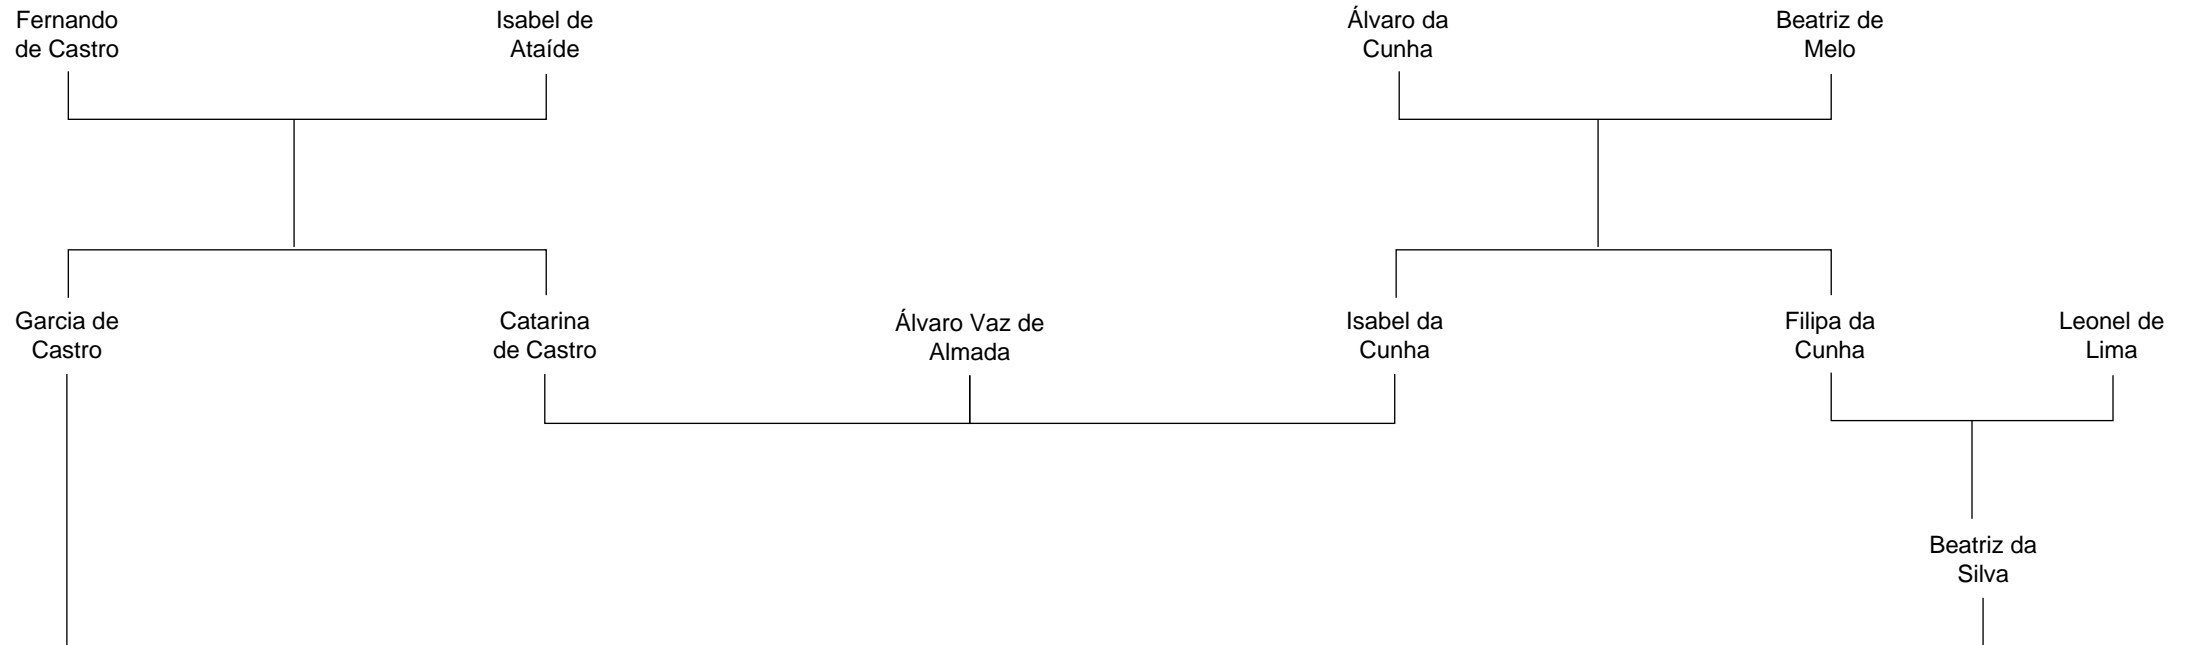 Fernando
de Castro
Isabel de
Ataíde
Álvaro da
Cunha
Beatriz de
Melo
Garcia de
Castro
Catarina
de Castro
Álvaro Vaz de
Almada
Isabel da
Cunha
Filipa da
Cunha
Leonel de
Lima
Beatriz da
Silva